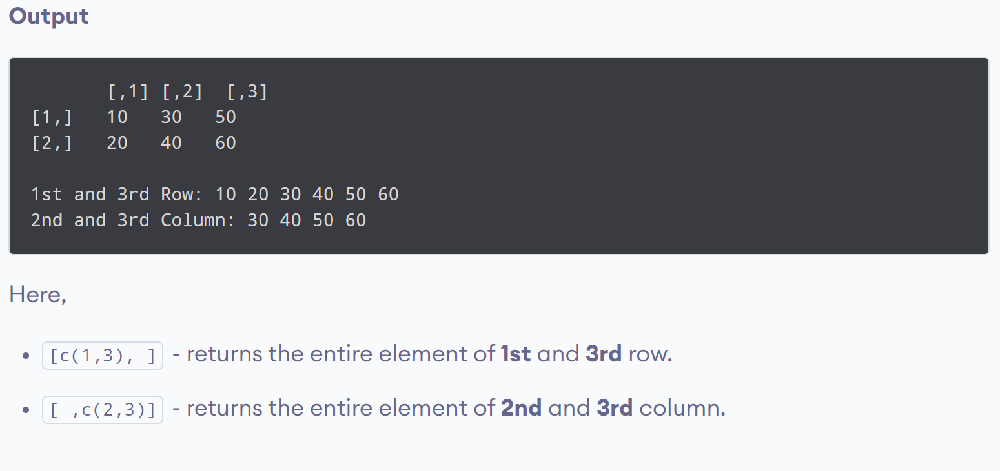 Output
[,1] [,2]  [,3]
[1,]   10   30   50
[2,]   20   40   60
1st and 3rd Row: 10 20 30 40 50 60
2nd and 3rd Column: 30 40 50 60
Here,
[c(1,3), ] - returns the entire element of 1st and 3rd row.
[ ,c(2,3)] - returns the entire element of 2nd and 3rd column.